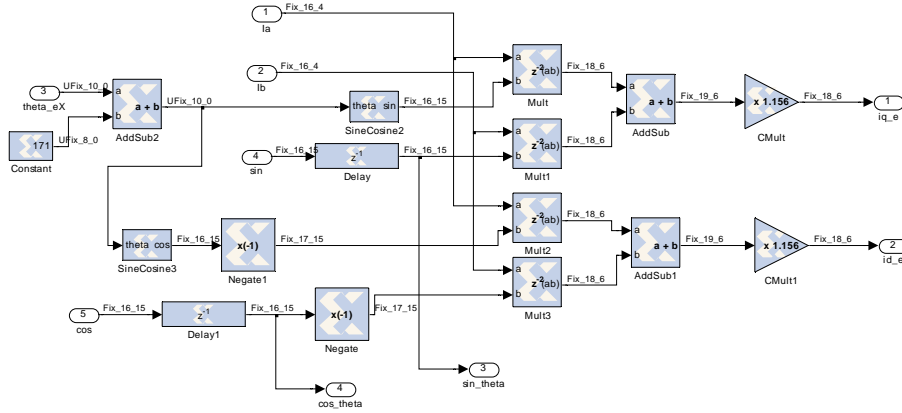 1
Fix_16_4
Ia
2
Fix_16_4
Ib
3
UFix_10_0
theta_eX
a
b
a + b
UFix_10_0
AddSub2
171
UFix_8_0
Constant
theta sin
Fix_16_15
SineCosine2
4
Fix_16_15
sin
z-1
Fix_16_15
Delay
a
b
z-2(ab)
Fix_18_6
Mult
a
b
z-2(ab)
Fix_18_6
Mult1
a
b
a + b
Fix_19_6
AddSub
x 1.156
Fix_18_6
CMult
1
iq_e
theta cos
Fix_16_15
SineCosine3
x(-1)
Fix_17_15
Negate1
a
b
z-2(ab)
Fix_18_6
Mult2
a
b
z-2(ab)
Fix_18_6
Mult3
a
b
a + b
Fix_19_6
AddSub1
x 1.156
Fix_18_6
CMult1
2
id_e
5
Fix_16_15
cos
z-1
Fix_16_15
Delay1
x(-1)
Fix_17_15
Negate
3
sin_theta
4
cos_theta